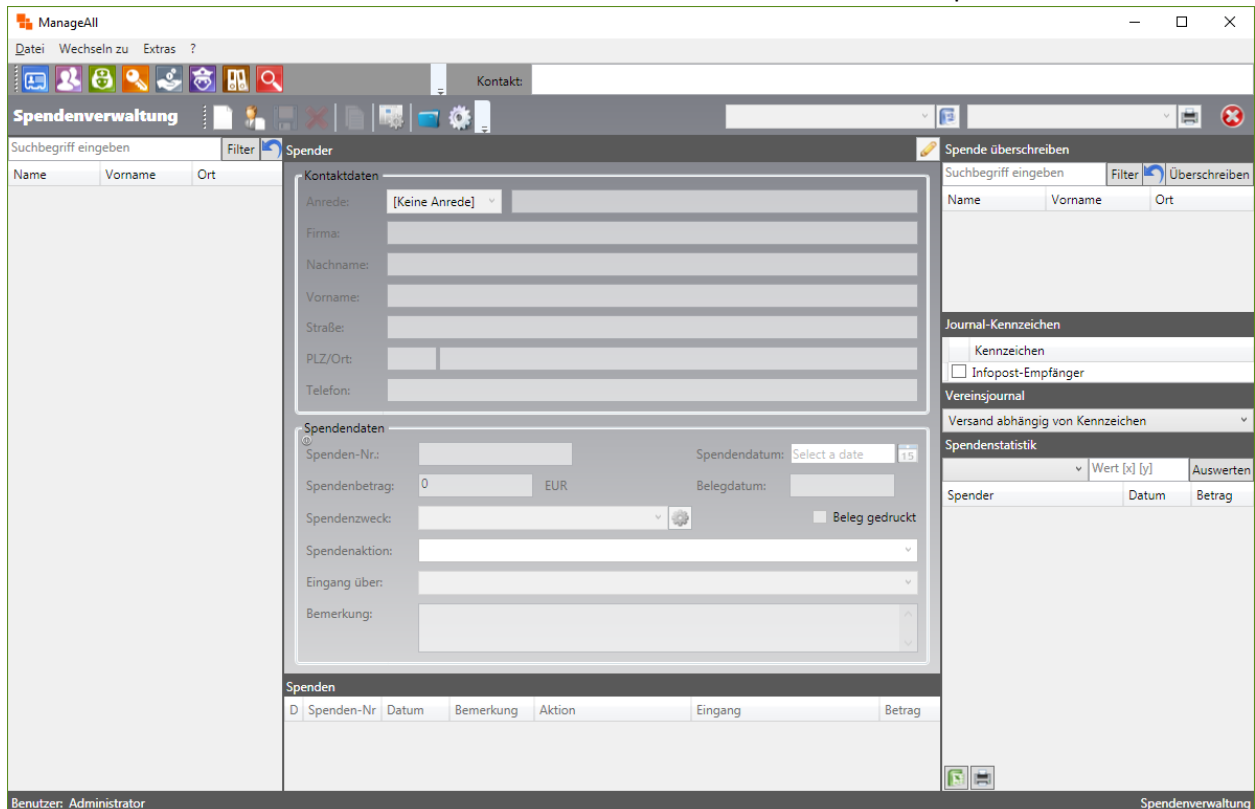 ManageAll
Datei Wechseln zu Extras ?
Kontakt:
Spendenverwaltung
Suchbegriff eingeben Filter
Name Vorname Ort
Spender
Kontaktdaten
Anrede: [Keine Anrede]
Firma:
Nachname:
Vorname:
Straße:
PLZ/Ort:
Telefon:
Spendendaten
Spenden-Nr.: Spendendatum: Select a date 15
Spendenbetrag: 0 EUR Belegdatum:
Spendenzweck: Beleg gedruckt
Spendenaktion:
Eingang über:
Bemerkung:
Spenden
D Spenden-Nr Datum Bemerkung Aktion Eingang Betrag
Spende überschreiben
Suchbegriff eingeben Filter Überschreiben
Name Vorname Ort
Journal-Kennzeichen
Kennzeichen
Infopost-Empfänger
Vereinsjournal
Versand abhängig von Kennzeichen
Spendenstatistik
Wert [x] [y] Auswerten
Spender Datum Betrag
Benutzer: Administrator Spendenverwaltung